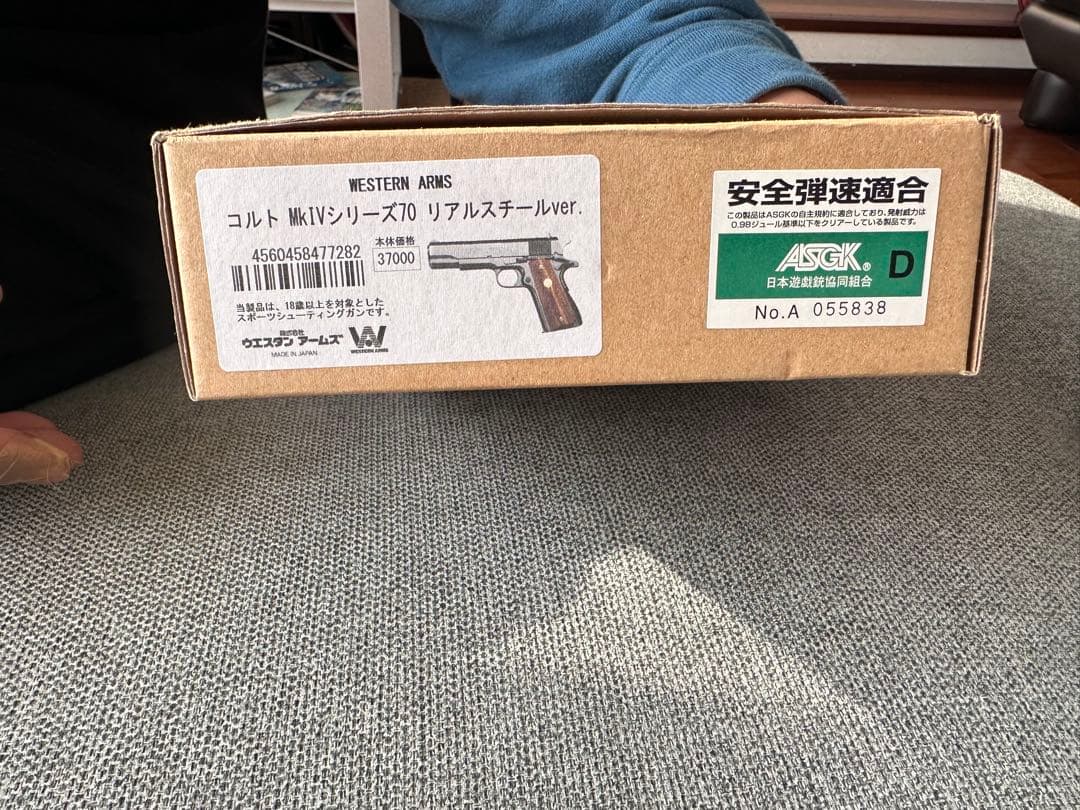 WESTERN ARMS
コルト MkIVシリーズ70 リアルスチールver.
4560458477282
本体価格
37000
当製品は、18歳以上を対象とした
スポーツシューティングガンです。
株式会社
ウエスタン アームズ
MADE IN JAPAN
WESTERN ARMS
安全弾速適合
この製品はASGKの自主規約に適合しており、発射威力は
0.98ジュール基準以下をクリアーしている製品です。
ASGK® D
日本遊戯銃協同組合
No.A 055838